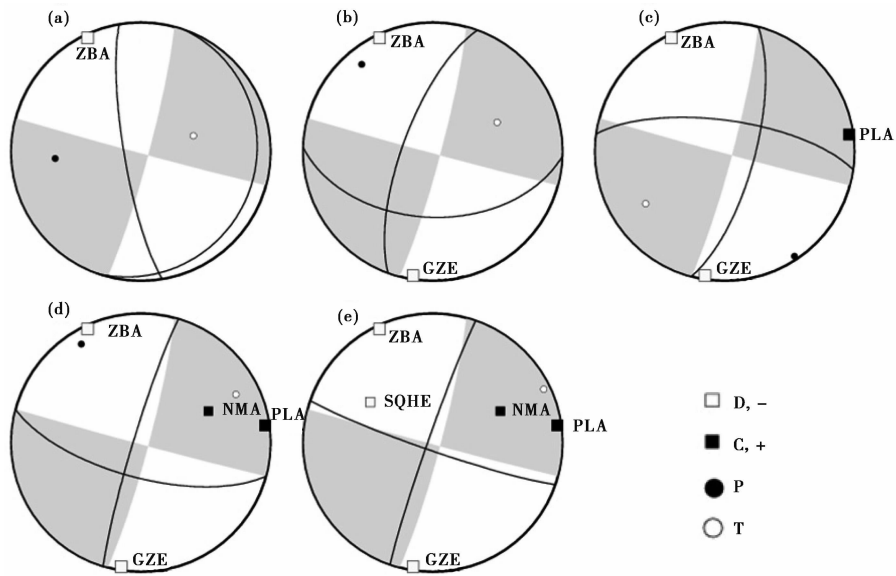 (a)
ZBA
(b)
ZBA
GZE
(c)
ZBA
PLA
GZE
(d)
ZBA
NMA
PLA
GZE
(e)
ZBA
SQHE
NMA
PLA
GZE
D, −
C, +
P
T